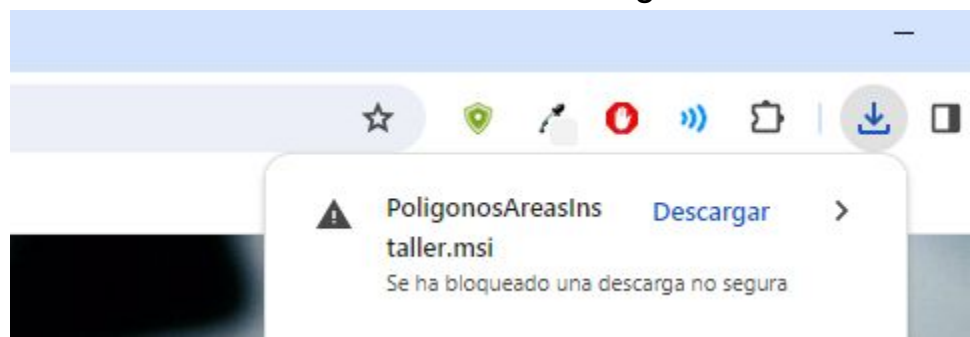 PoligonosAreasIns Descargar
taller.msi
Se ha bloqueado una descarga no segura